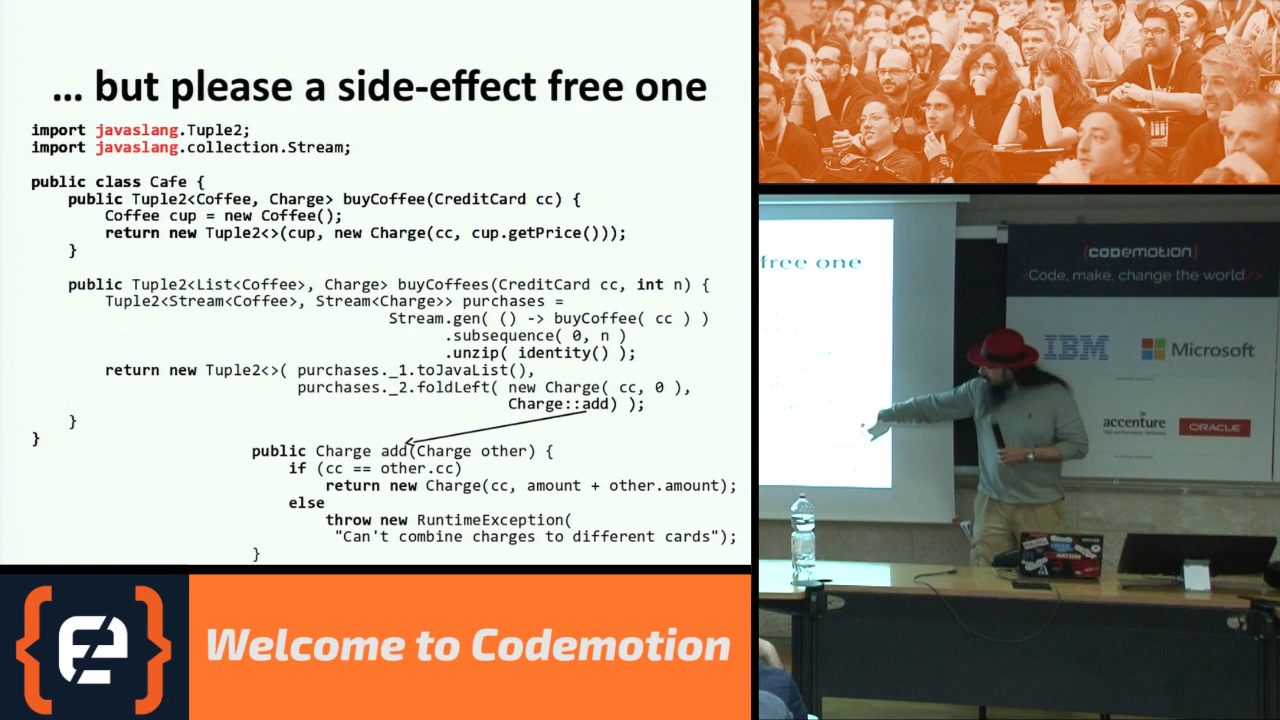 ... but please a side-effect free one
import javaslang.Tuple2;
import javaslang.collection.Stream;
public class Cafe {
public Tuple2<Coffee, Charge> buyCoffee(CreditCard cc) {
Coffee cup = new Coffee();
return new Tuple2<>(cup, new Charge(cc, cup.getPrice()));
}
public Tuple2<List<Coffee>, Charge> buyCoffees(CreditCard cc, int n) {
Tuple2<Stream<Coffee>, Stream<Charge>> purchases =
Stream.gen( () -> buyCoffee( cc ) )
.subsequence( 0, n )
.unzip( identity() );
return new Tuple2<>( purchases._1.toJavaList(),
purchases._2.foldLeft( new Charge( cc, 0 ),
Charge::add) );
}
}
public Charge add(Charge other) {
if (cc == other.cc)
return new Charge(cc, amount + other.amount);
else
throw new RuntimeException(
"Can't combine charges to different cards");
}
Welcome to Codemotion
free one
{codemotion}
<Code, make, change the world/>
IBM
Microsoft
accenture
ORACLE